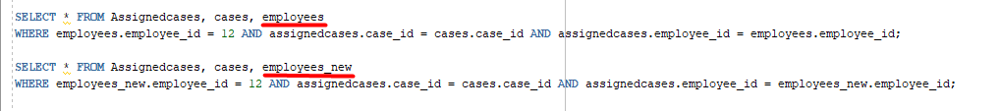 SELECT * FROM Assignedcases, cases, employees
WHERE employees.employee_id = 12 AND assignedcases.case_id = cases.case_id AND assignedcases.employee_id = employees.employee_id;
SELECT * FROM Assignedcases, cases, employees_new
WHERE employees_new.employee_id = 12 AND assignedcases.case_id = cases.case_id AND assignedcases.employee_id = employees_new.employee_id;